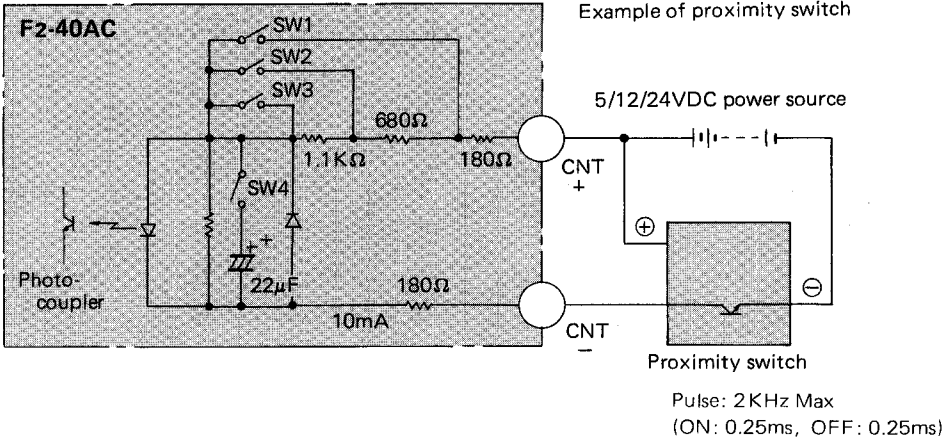 Example of proximity switch
F2-40AC
SW1
SW2
SW3
5/12/24VDC power source
680Ω
1.1KΩ
180Ω
CNT
+
SW4
+
+
⊕
Photo-
coupler
22μF
180Ω
10mA
⊖
CNT
−
Proximity switch
Pulse: 2KHz Max
(ON: 0.25ms, OFF: 0.25ms)